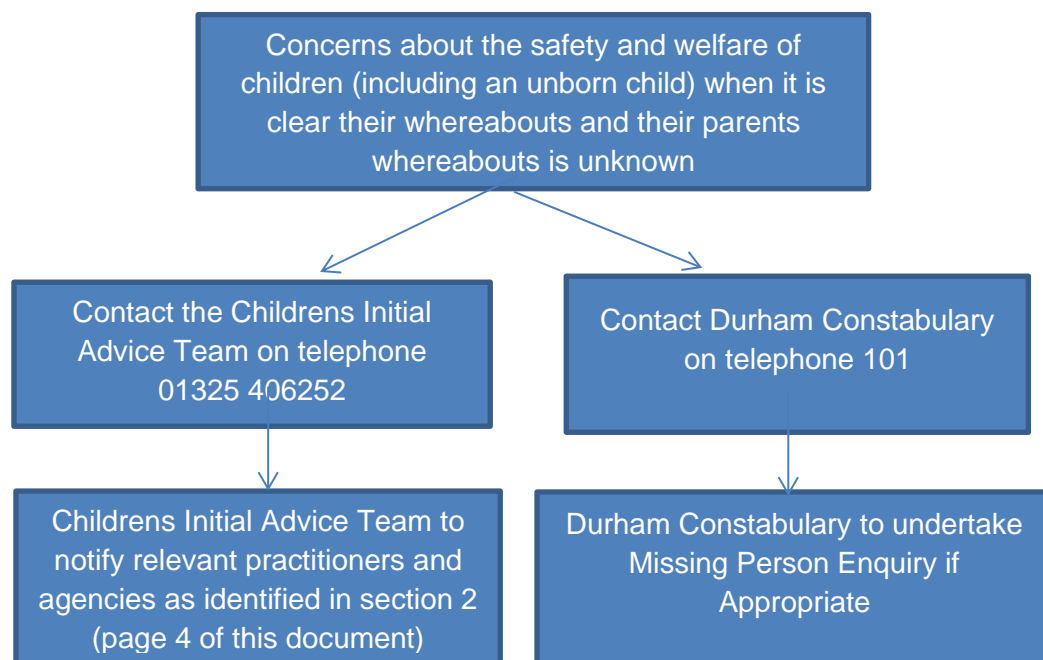 Concerns about the safety and welfare of
children (including an unborn child) when it is
clear their whereabouts and their parents
whereabouts is unknown
Contact the Childrens Initial
Advice Team on telephone
01325 406252
Contact Durham Constabulary
on telephone 101
Childrens Initial Advice Team to
notify relevant practitioners and
agencies as identified in section 2
(page 4 of this document)
Durham Constabulary to undertake
Missing Person Enquiry if
Appropriate